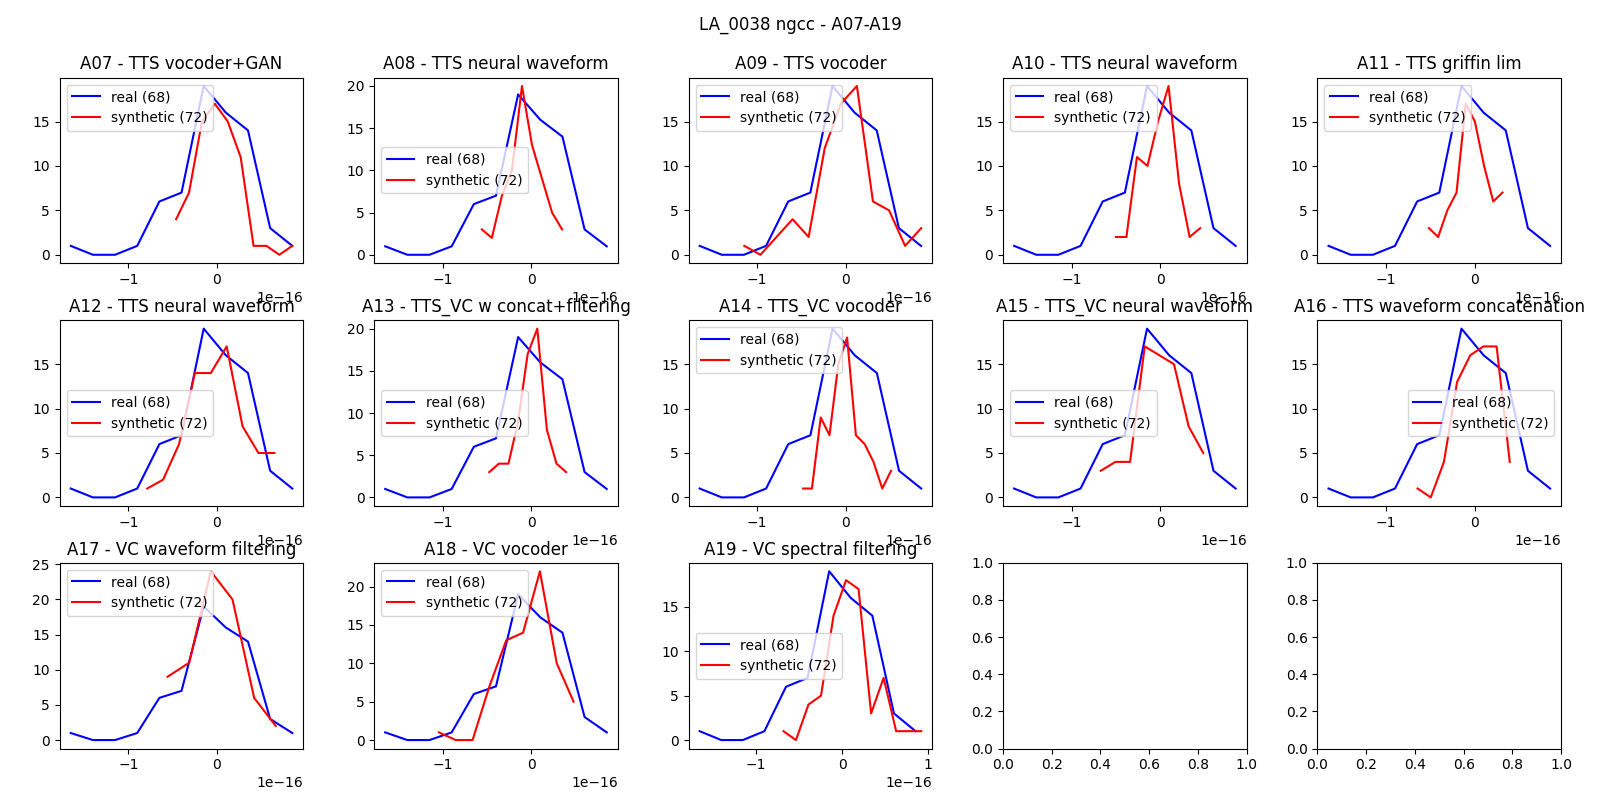 LA_0038 ngcc - A07-A19
A07 - TTS vocoder+GAN
real (68)
synthetic (72)
15
10
5
0
−1
0
1e−16
A08 - TTS neural waveform
20
15
10
5
0
real (68)
synthetic (72)
−1
0
A09 - TTS vocoder
real (68)
synthetic (72)
15
10
5
0
−1
0
1e−16
A10 - TTS neural waveform
real (68)
synthetic (72)
15
10
5
0
−1
0
1e−16
A11 - TTS griffin lim
real (68)
synthetic (72)
15
10
5
0
−1
0
1e−16
A12 - TTS neural waveform
15
10
5
0
real (68)
synthetic (72)
−1
0
1e−16
A13 - TTS_VC w concat+filtering
20
15
10
5
0
real (68)
synthetic (72)
−1
0
1e−16
A14 - TTS_VC vocoder
real (68)
synthetic (72)
15
10
5
0
−1
0
1e−16
A15 - TTS_VC neural waveform
15
10
5
0
real (68)
synthetic (72)
−1
0
1e−16
A16 - TTS waveform concatenation
15
10
5
0
real (68)
synthetic (72)
−1
0
1e−16
A17 - VC waveform filtering
25
20
15
10
5
0
real (68)
synthetic (72)
−1
0
1e−16
A18 - VC vocoder
real (68)
synthetic (72)
20
15
10
5
0
−1
0
1e−16
A19 - VC spectral filtering
15
10
5
0
real (68)
synthetic (72)
−1
0
1
1e−16
1.0
0.8
0.6
0.4
0.2
0.0
0.0 0.2 0.4 0.6 0.8 1.0
1.0
0.8
0.6
0.4
0.2
0.0
0.0 0.2 0.4 0.6 0.8 1.0